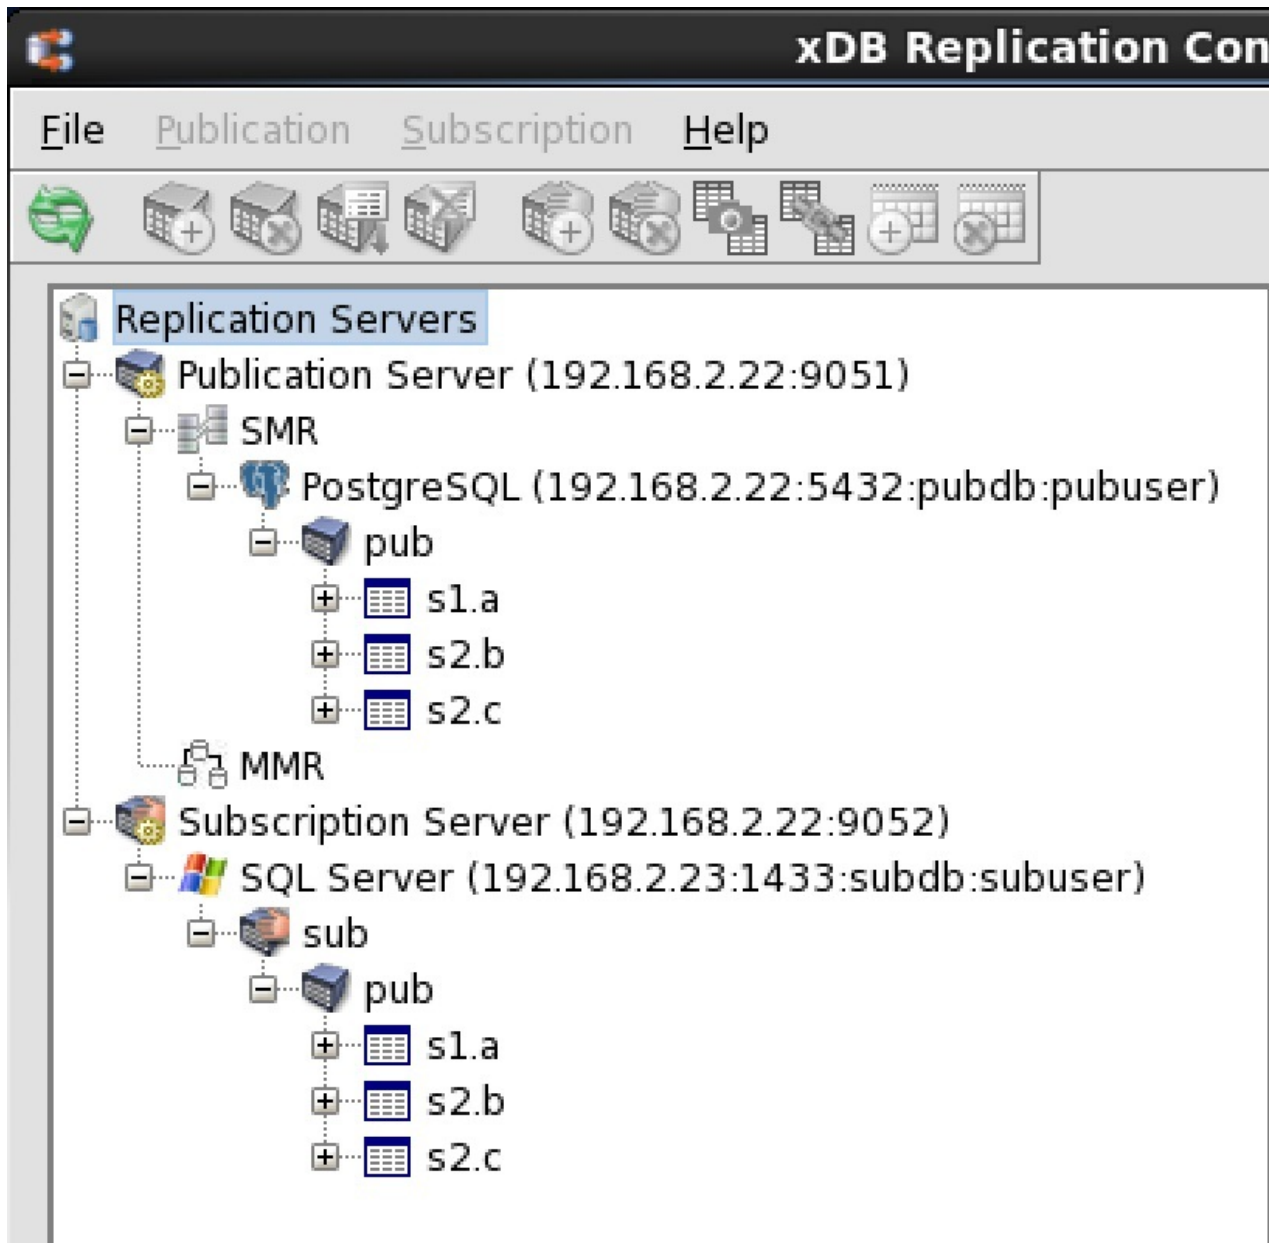 xDB Replication Con
File Publication Subscription Help
Replication Servers
Publication Server (192.168.2.22:9051)
SMR
PostgreSQL (192.168.2.22:5432:pubdb:pubuser)
pub
s1.a
s2.b
s2.c
MMR
Subscription Server (192.168.2.22:9052)
SQL Server (192.168.2.23:1433:subdb:subuser)
sub
pub
s1.a
s2.b
s2.c